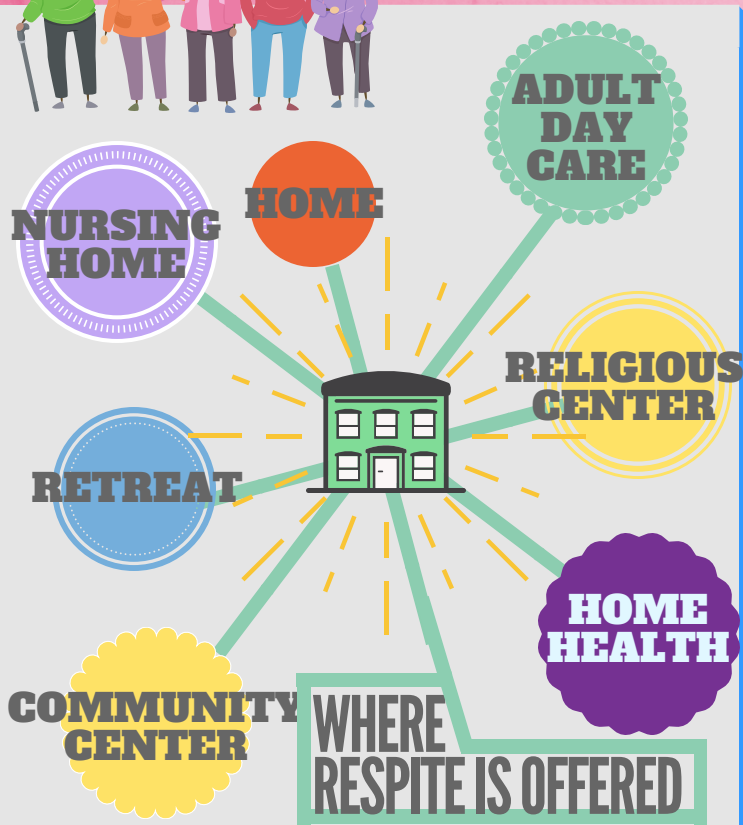 ADULT
DAY
CARE
NURSING
HOME
HOME
RELIGIOUS
CENTER
RETREAT
HOME
HEALTH
COMMUNITY
CENTER
WHERE
RESPITE IS OFFERED